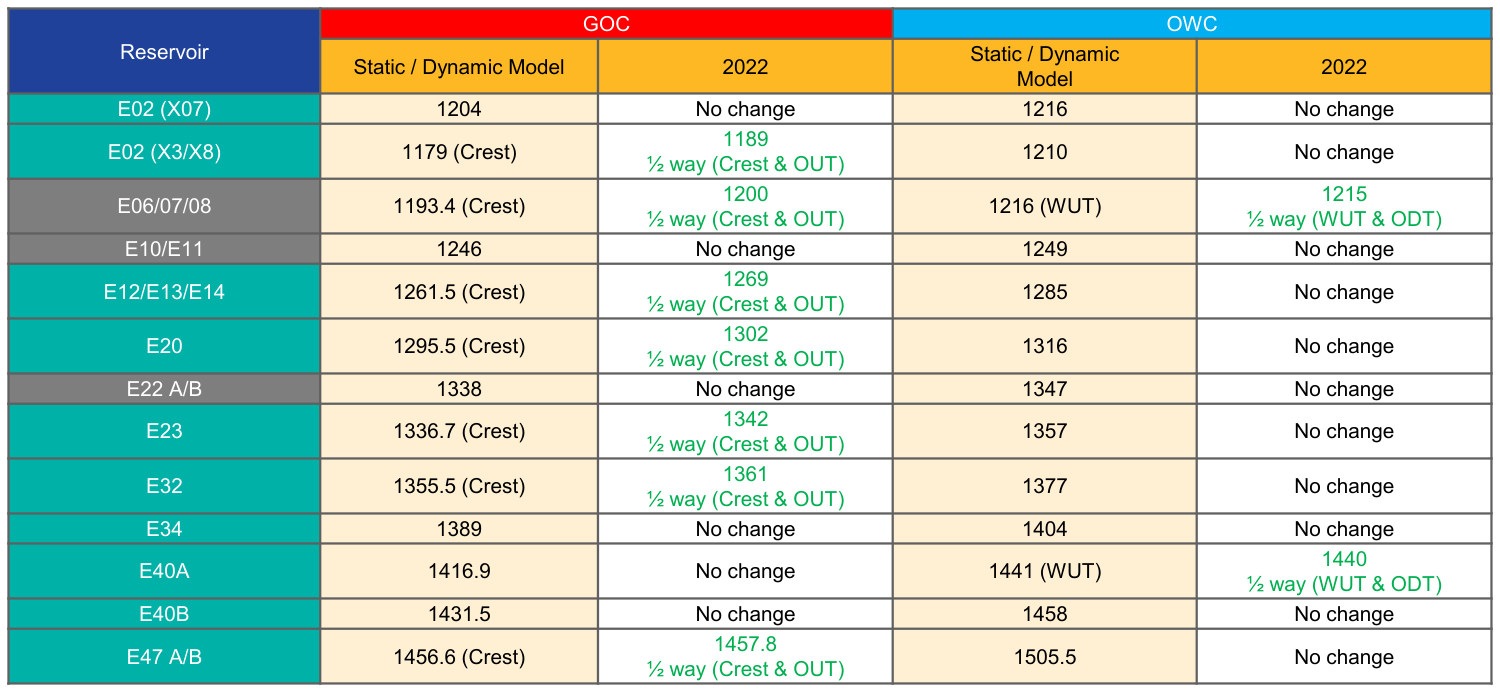 GOC
OWC
Reservoir
Static / Dynamic Model
2022
Static / Dynamic
Model
2022
E02 (X07)
1204
No change
1216
No change
E02 (X3/X8)
1179 (Crest)
1189
½ way (Crest & OUT)
1210
No change
E06/07/08
1193.4 (Crest)
1200
½ way (Crest & OUT)
1216 (WUT)
1215
½ way (WUT & ODT)
E10/E11
1246
No change
1249
No change
E12/E13/E14
1261.5 (Crest)
1269
½ way (Crest & OUT)
1285
No change
E20
1295.5 (Crest)
1302
½ way (Crest & OUT)
1316
No change
E22 A/B
1338
No change
1347
No change
E23
1336.7 (Crest)
1342
½ way (Crest & OUT)
1357
No change
E32
1355.5 (Crest)
1361
½ way (Crest & OUT)
1377
No change
E34
1389
No change
1404
No change
E40A
1416.9
No change
1441 (WUT)
1440
½ way (WUT & ODT)
E40B
1431.5
No change
1458
No change
E47 A/B
1456.6 (Crest)
1457.8
½ way (Crest & OUT)
1505.5
No change